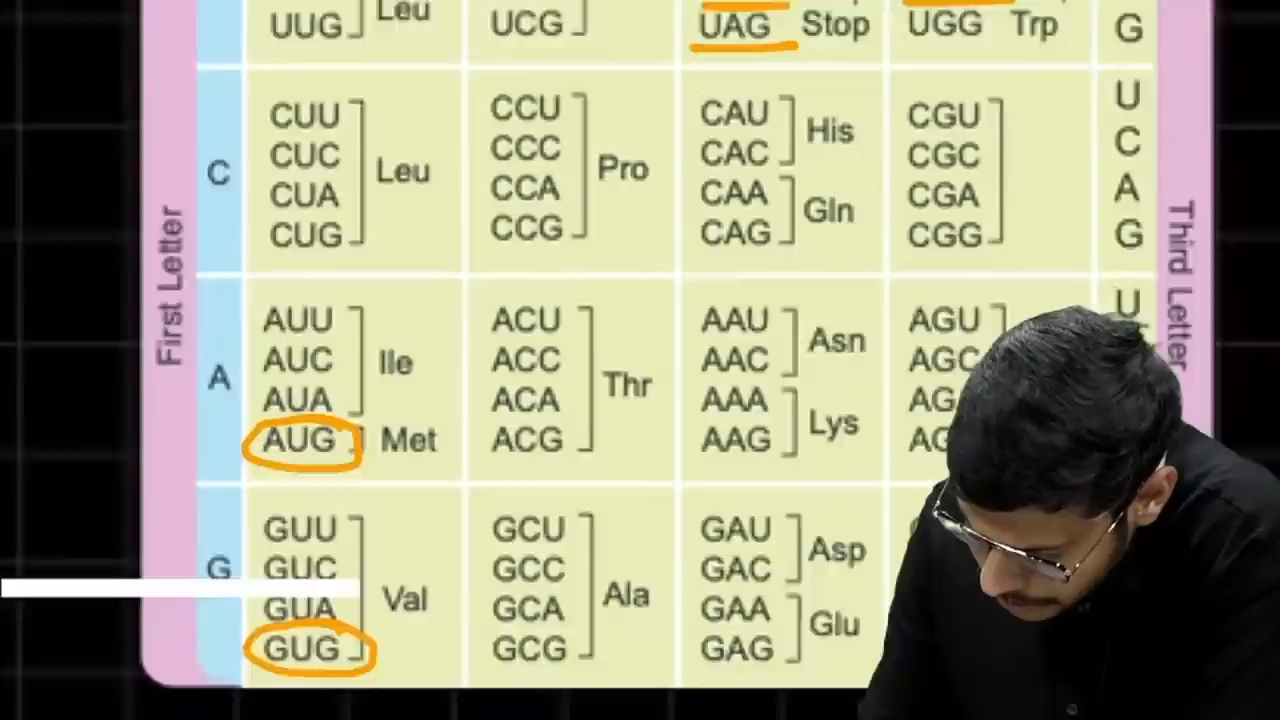 UUG Leu UCG UAG Stop UGG Trp G
First Letter
Third Letter
C
CUU
CUC
CUA
CUG
Leu
CCU
CCC
CCA
CCG
Pro
CAU
CAC
His
CAA
CAG
Gln
CGU
CGC
CGA
CGG
U
C
A
G
A
AUU
AUC
AUA
Ile
AUG Met
ACU
ACC
ACA
ACG
Thr
AAU
AAC
Asn
AAA
AAG
Lys
AGU
AGC
AG
AG
U
G
GUU
GUC
GUA
GUG
Val
GCU
GCC
GCA
GCG
Ala
GAU
GAC
Asp
GAA
GAG
Glu